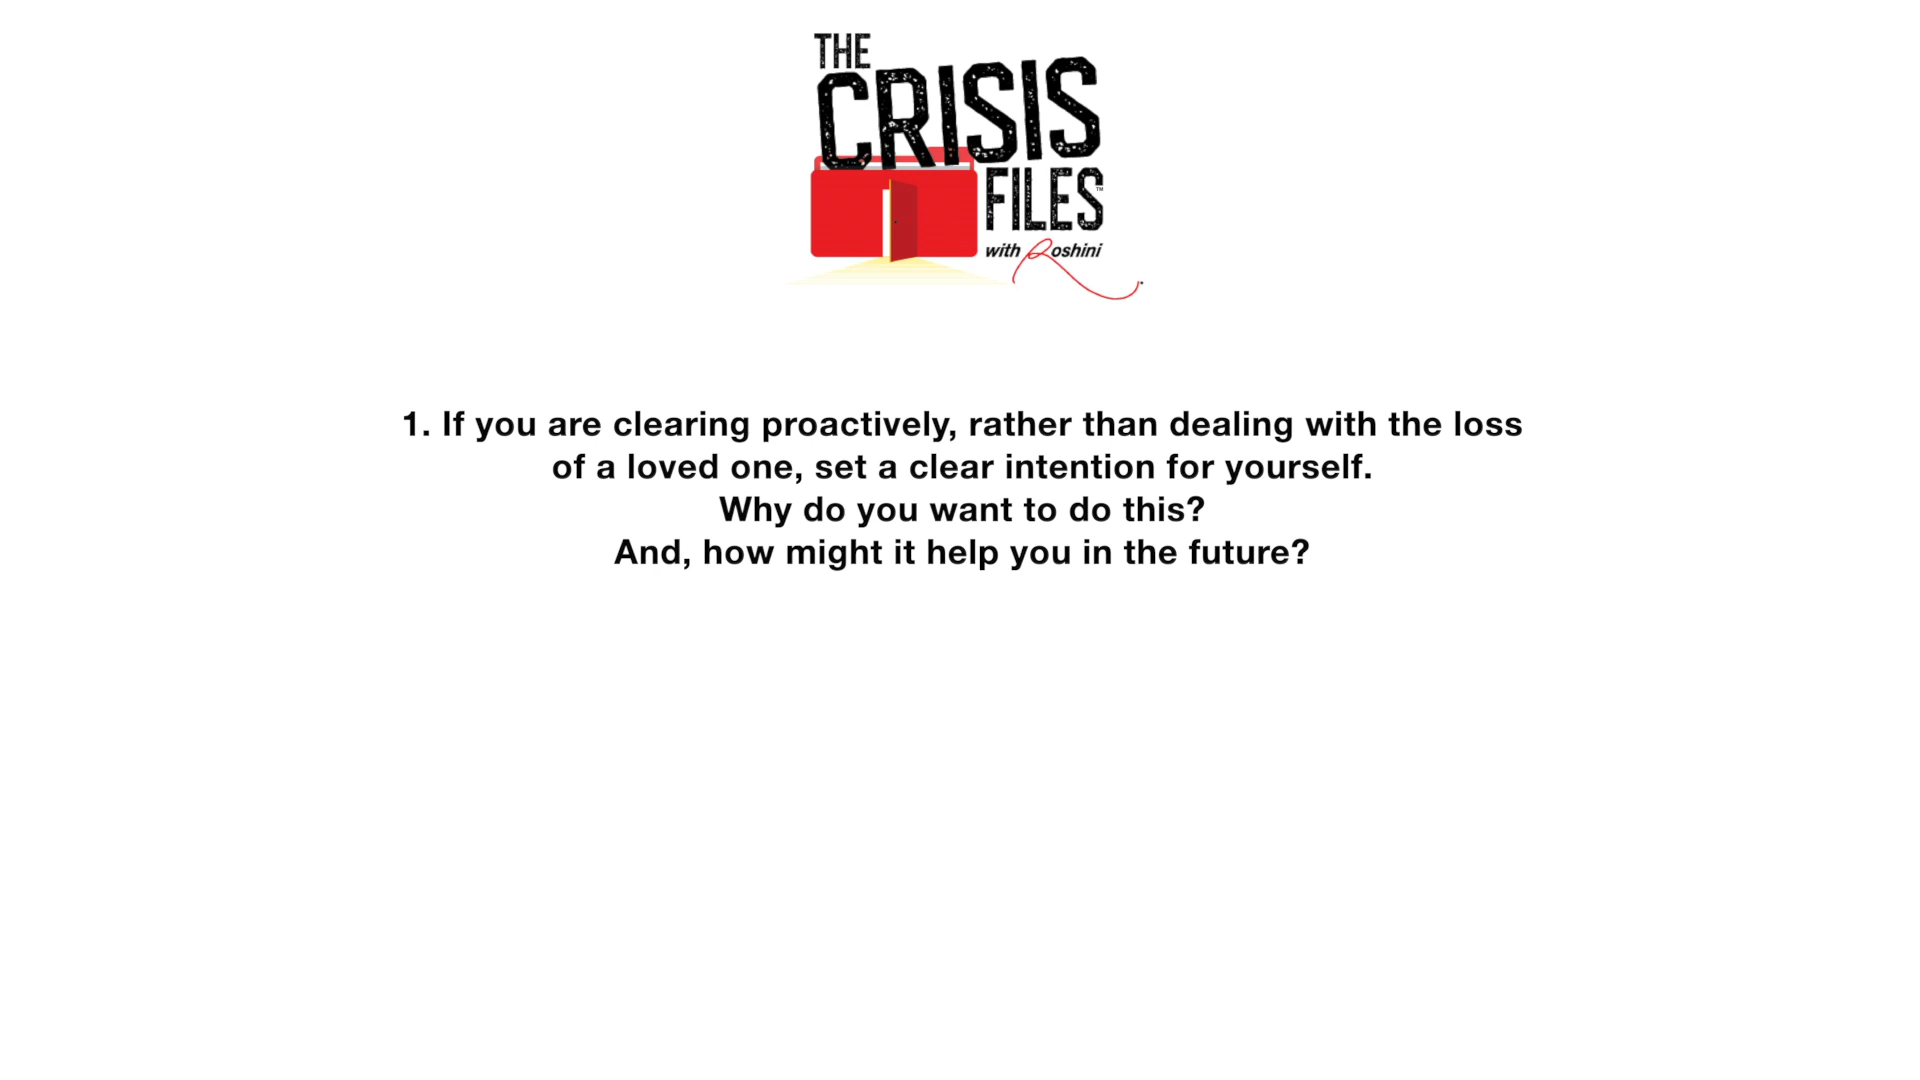 THE
CRISIS
FILES™
with Roshini
1. If you are clearing proactively, rather than dealing with the loss
of a loved one, set a clear intention for yourself.
Why do you want to do this?
And, how might it help you in the future?